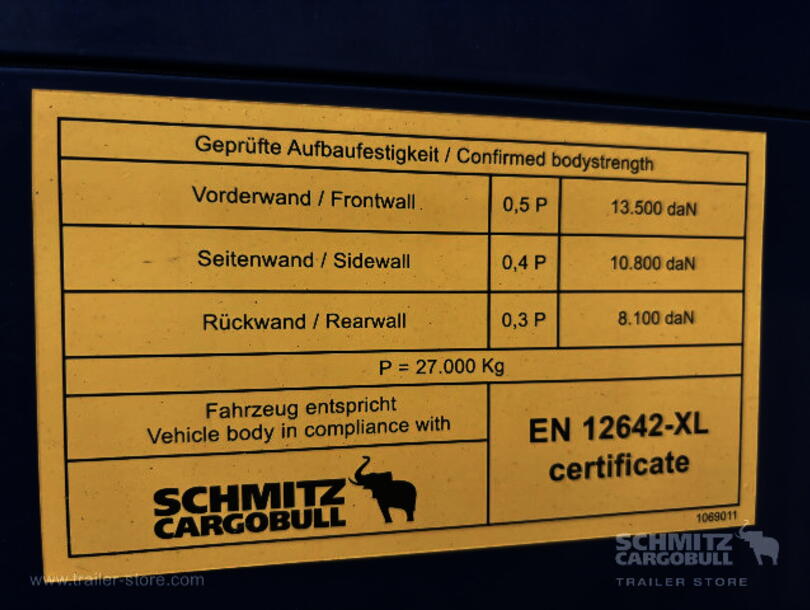 Geprüfte Aufbaufestigkeit / Confirmed bodystrength
Vorderwand / Frontwall 0,5 P 13.500 daN
Seitenwand / Sidewall 0,4 P 10.800 daN
Rückwand / Rearwall 0,3 P 8.100 daN
P = 27.000 Kg
Fahrzeug entspricht
Vehicle body in compliance with
EN 12642-XL
certificate
SCHMITZ
CARGOBULL
1069011
www.trailer-store.com
SCHMITZ
CARGOBULL
TRAILER STORE